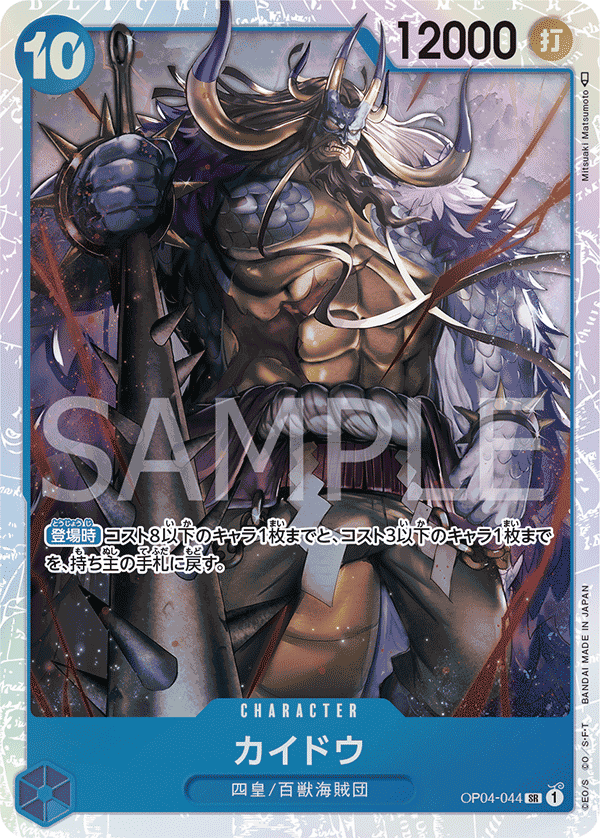 10
12000
打
Mitsuaki Matsumoto
SAMPLE
登場時 コスト8以下のキャラ1枚までと、コスト3以下のキャラ1枚まで
を、持ち主の手札に戻す。
CHARACTER
カイドウ
四皇/百獣海賊団
OP04-044 SR 1
©EO/S ©O/S・F・T BANDAI MADE IN JAPAN